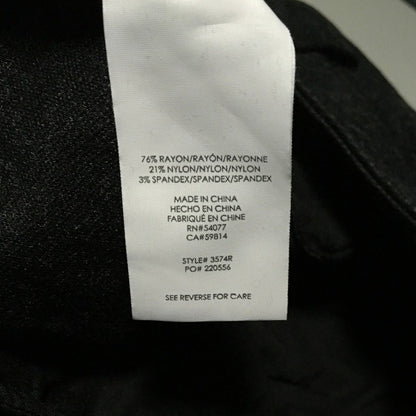 76% RAYON/RAYÓN/RAYONNE
21% NYLON/NYLON/NYLON
3% SPANDEX/SPANDEX/SPANDEX
MADE IN CHINA
HECHO EN CHINA
FABRIQUÉ EN CHINE
RN#54077
CA#59814
STYLE# 3574R
PO# 220556
SEE REVERSE FOR CARE